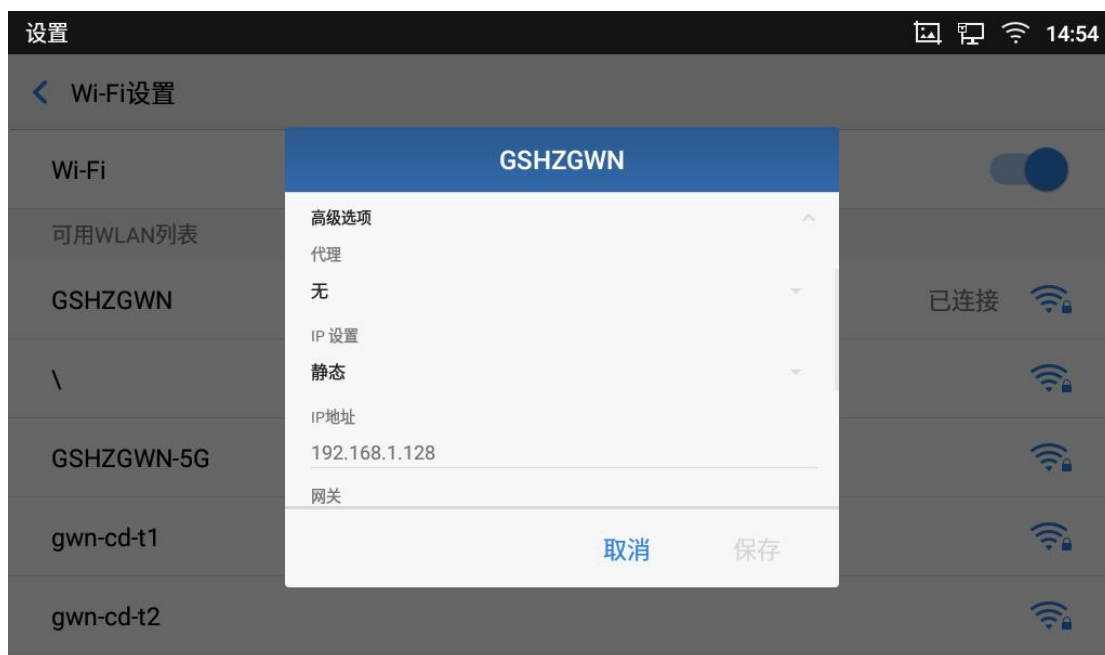 设置 14:54
Wi-Fi设置
Wi-Fi
可用WLAN列表
GSHZGWN 已连接
\
GSHZGWN-5G
gwn-cd-t1
gwn-cd-t2
GSHZGWN
高级选项
代理
无
IP 设置
静态
IP地址
192.168.1.128
网关
取消 保存